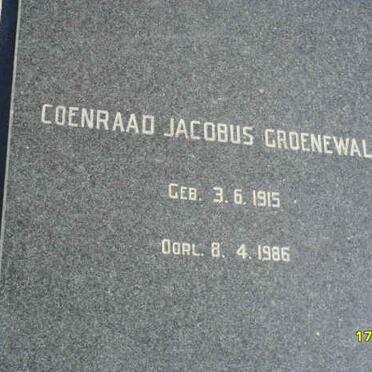 COENRAAD JACOBUS GROENEWAL
GEB. 3. 6. 1915
OORL. 8. 4. 1986
17